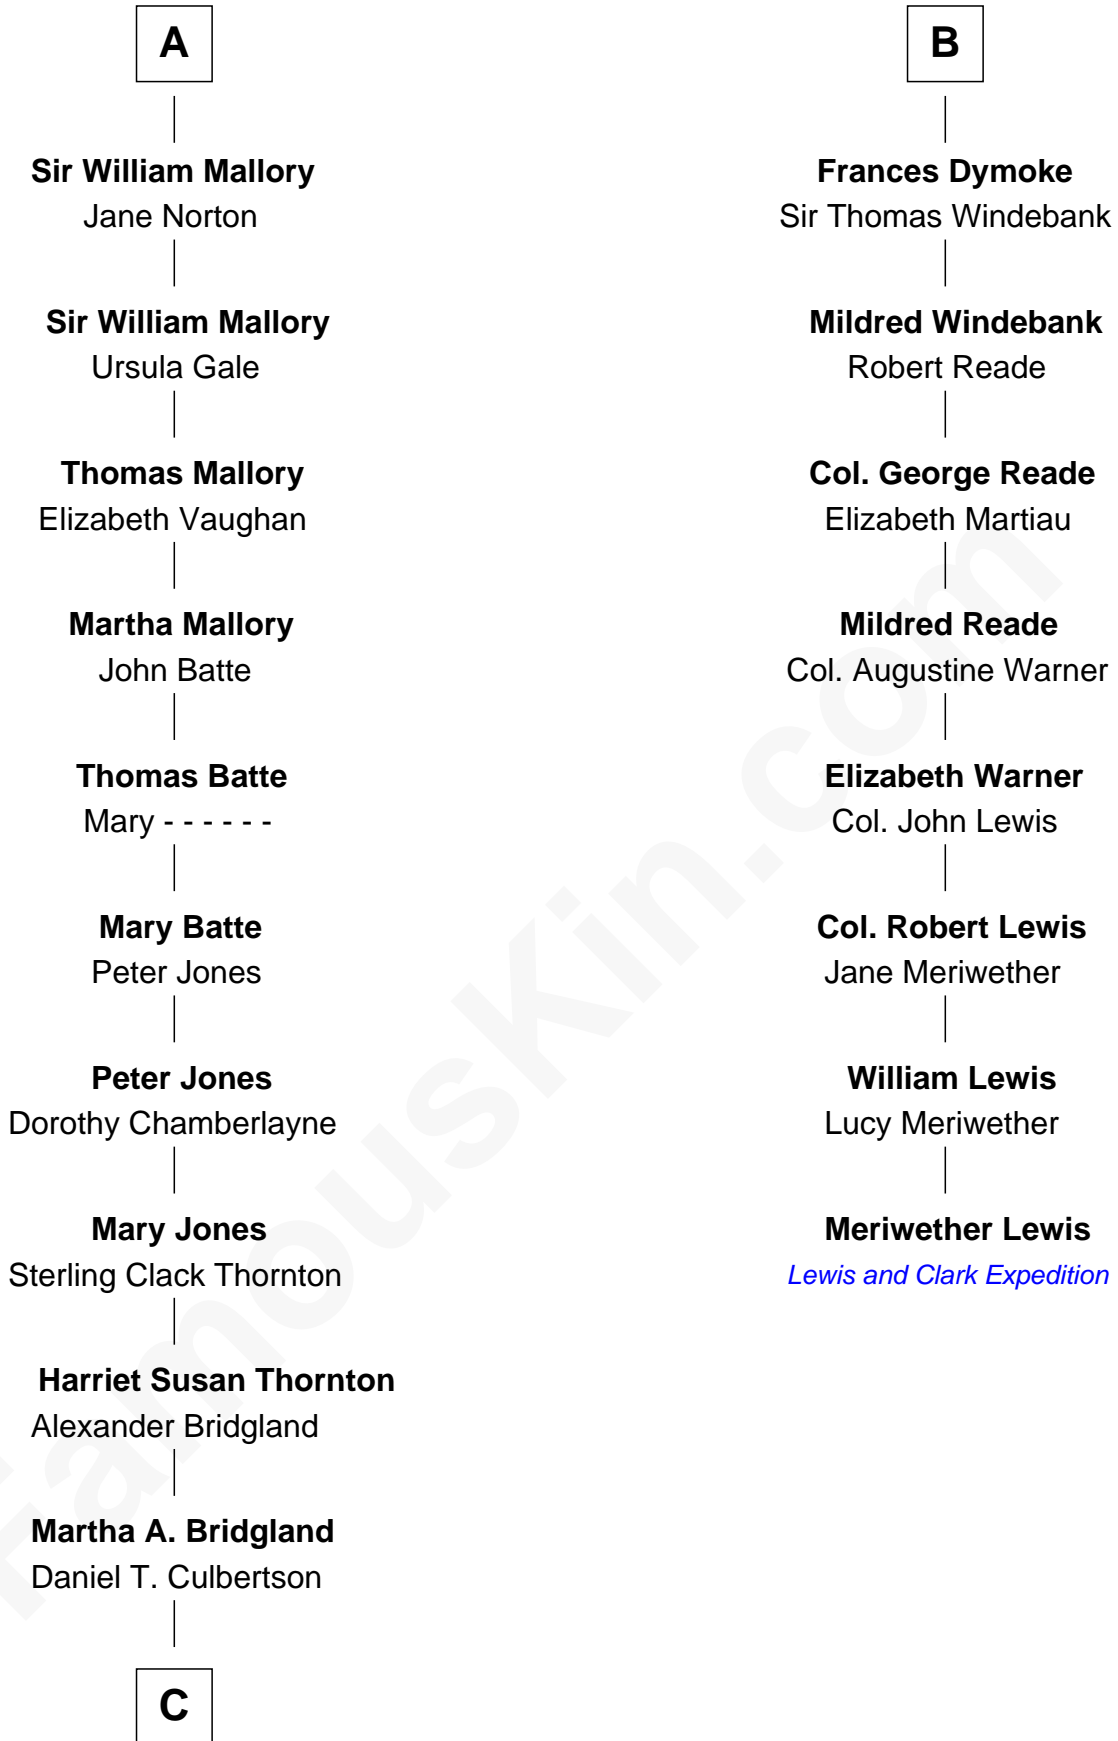 A
Sir William Mallory
Jane Norton
Sir William Mallory
Ursula Gale
Thomas Mallory
Elizabeth Vaughan
Martha Mallory
John Batte
Thomas Batte
Mary - - - - - -
Mary Batte
Peter Jones
Peter Jones
Dorothy Chamberlayne
Mary Jones
Sterling Clack Thornton
Harriet Susan Thornton
Alexander Bridgland
Martha A. Bridgland
Daniel T. Culbertson
C
B
Frances Dymoke
Sir Thomas Windebank
Mildred Windebank
Robert Reade
Col. George Reade
Elizabeth Martiau
Mildred Reade
Col. Augustine Warner
Elizabeth Warner
Col. John Lewis
Col. Robert Lewis
Jane Meriwether
William Lewis
Lucy Meriwether
Meriwether Lewis
Lewis and Clark Expedition
FamousKin.com